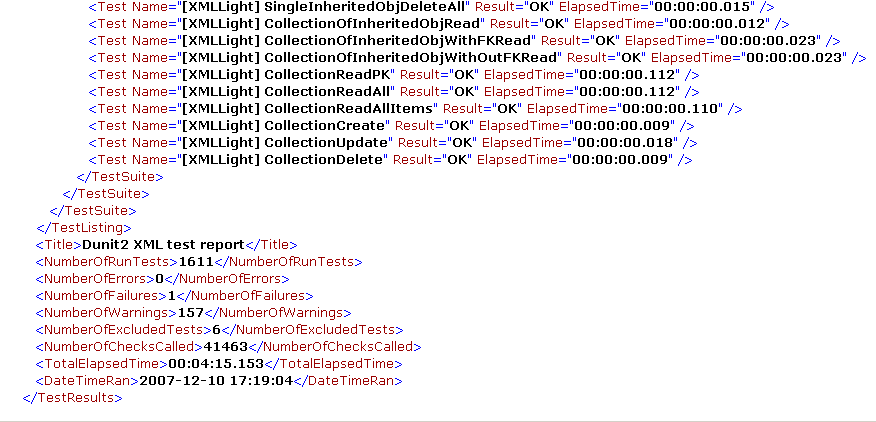 <Test Name="[XMLLight] SingleInheritedObjDeleteAll" Result="OK" ElapsedTime="00:00:00.015" />
<Test Name="[XMLLight] CollectionOfInheritedObjRead" Result="OK" ElapsedTime="00:00:00.012" />
<Test Name="[XMLLight] CollectionOfInheritedObjWithFKRead" Result="OK" ElapsedTime="00:00:00.023" />
<Test Name="[XMLLight] CollectionOfInheritedObjWithOutFKRead" Result="OK" ElapsedTime="00:00:00.023" />
<Test Name="[XMLLight] CollectionReadPK" Result="OK" ElapsedTime="00:00:00.112" />
<Test Name="[XMLLight] CollectionReadAll" Result="OK" ElapsedTime="00:00:00.112" />
<Test Name="[XMLLight] CollectionReadAllItems" Result="OK" ElapsedTime="00:00:00.110" />
<Test Name="[XMLLight] CollectionCreate" Result="OK" ElapsedTime="00:00:00.009" />
<Test Name="[XMLLight] CollectionUpdate" Result="OK" ElapsedTime="00:00:00.018" />
<Test Name="[XMLLight] CollectionDelete" Result="OK" ElapsedTime="00:00:00.009" />
</TestSuite>
</TestSuite>
</TestSuite>
</TestListing>
<Title>Dunit2 XML test report</Title>
<NumberOfRunTests>1611</NumberOfRunTests>
<NumberOfErrors>0</NumberOfErrors>
<NumberOfFailures>1</NumberOfFailures>
<NumberOfWarnings>157</NumberOfWarnings>
<NumberOfExcludedTests>6</NumberOfExcludedTests>
<NumberOfChecksCalled>41463</NumberOfChecksCalled>
<TotalElapsedTime>00:04:15.153</TotalElapsedTime>
<DateTimeRan>2007-12-10 17:19:04</DateTimeRan>
</TestResults>